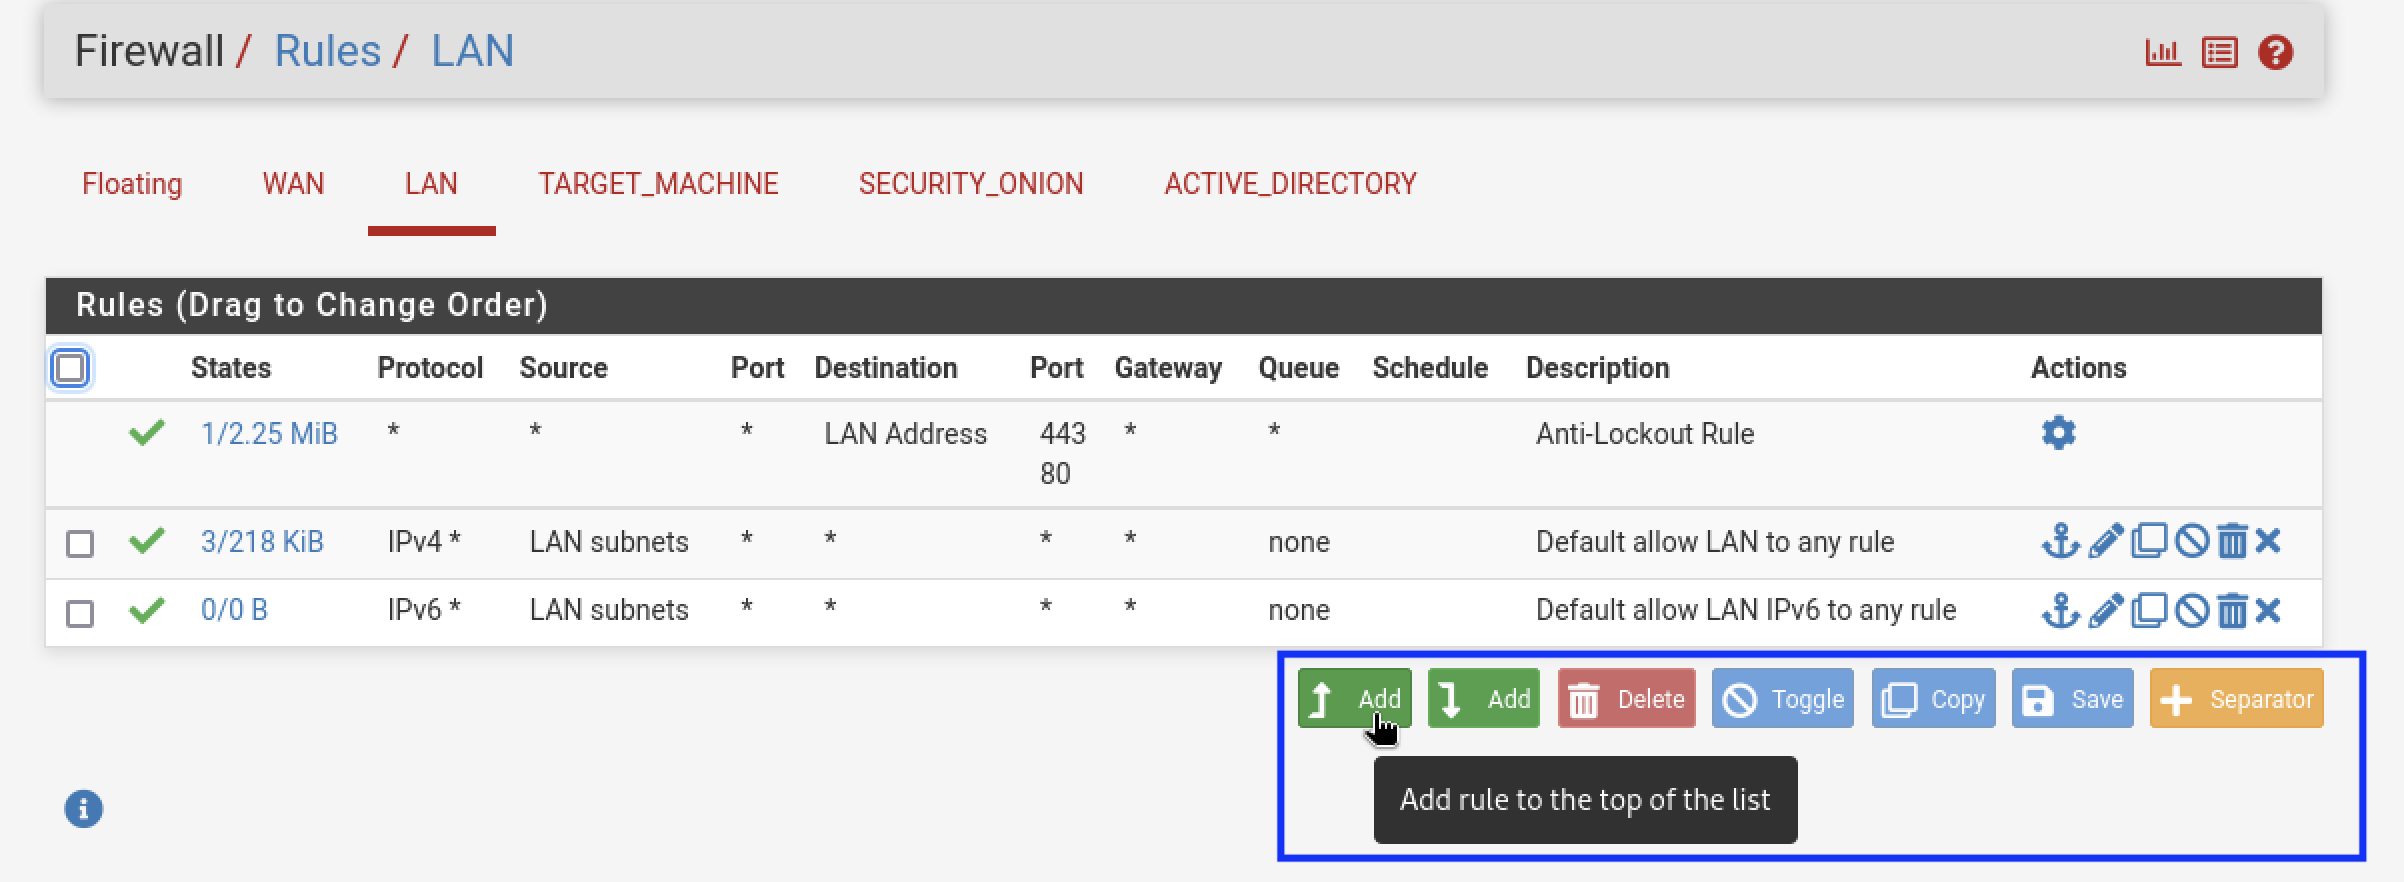 Firewall / Rules / LAN
Floating WAN LAN TARGET_MACHINE SECURITY_ONION ACTIVE_DIRECTORY
Rules (Drag to Change Order)
States Protocol Source Port Destination Port Gateway Queue Schedule Description Actions
1/2.25 MiB * * * LAN Address 443 * * Anti-Lockout Rule
80
3/218 KiB IPv4 * LAN subnets * * * * none Default allow LAN to any rule
0/0 B IPv6 * LAN subnets * * * * none Default allow LAN IPv6 to any rule
Add Add Delete Toggle Copy Save Separator
Add rule to the top of the list